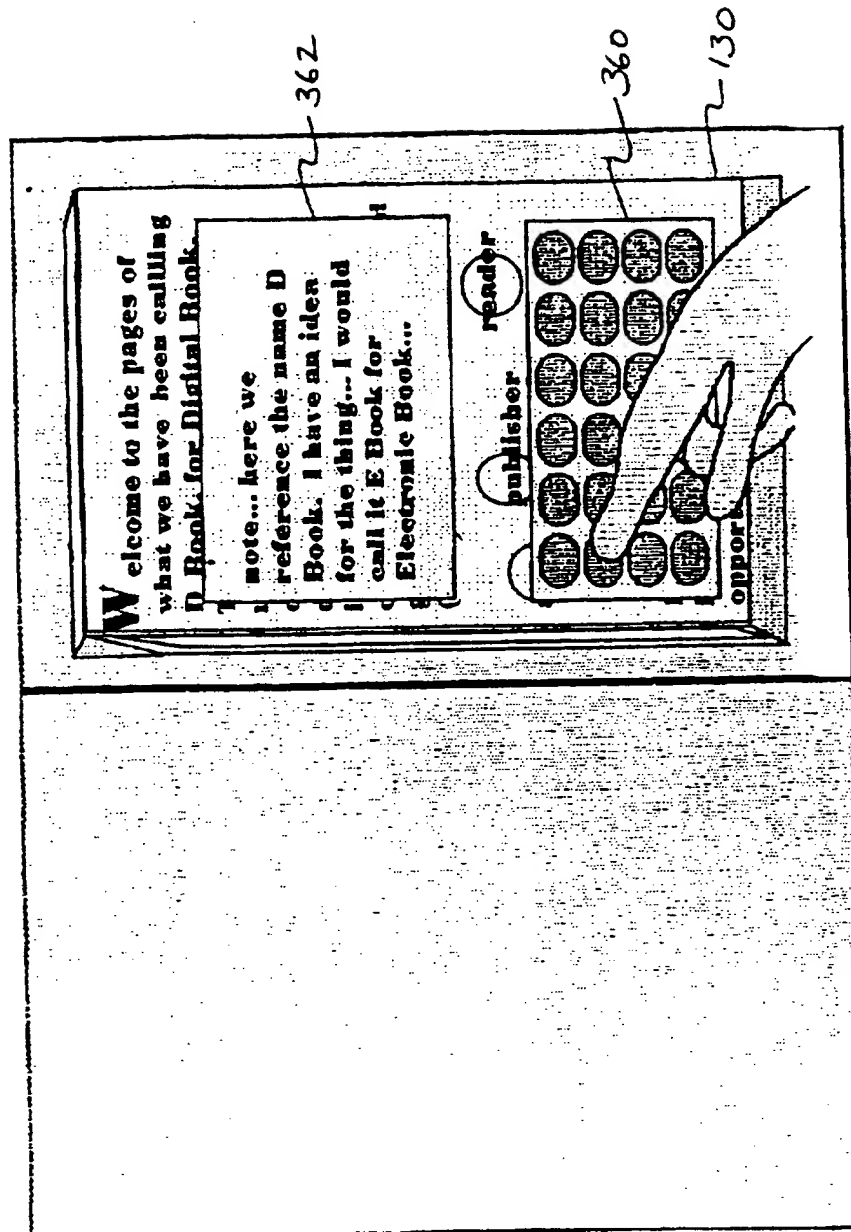 Welcome to the pages of
what we have been callling
D Book, for Digital Book.
note... here we
reference the name D
Book. I have an idea
for the thing... I would
call it E Book for
Electronic Book...
H
publisher
reader
oppor
362
360
130